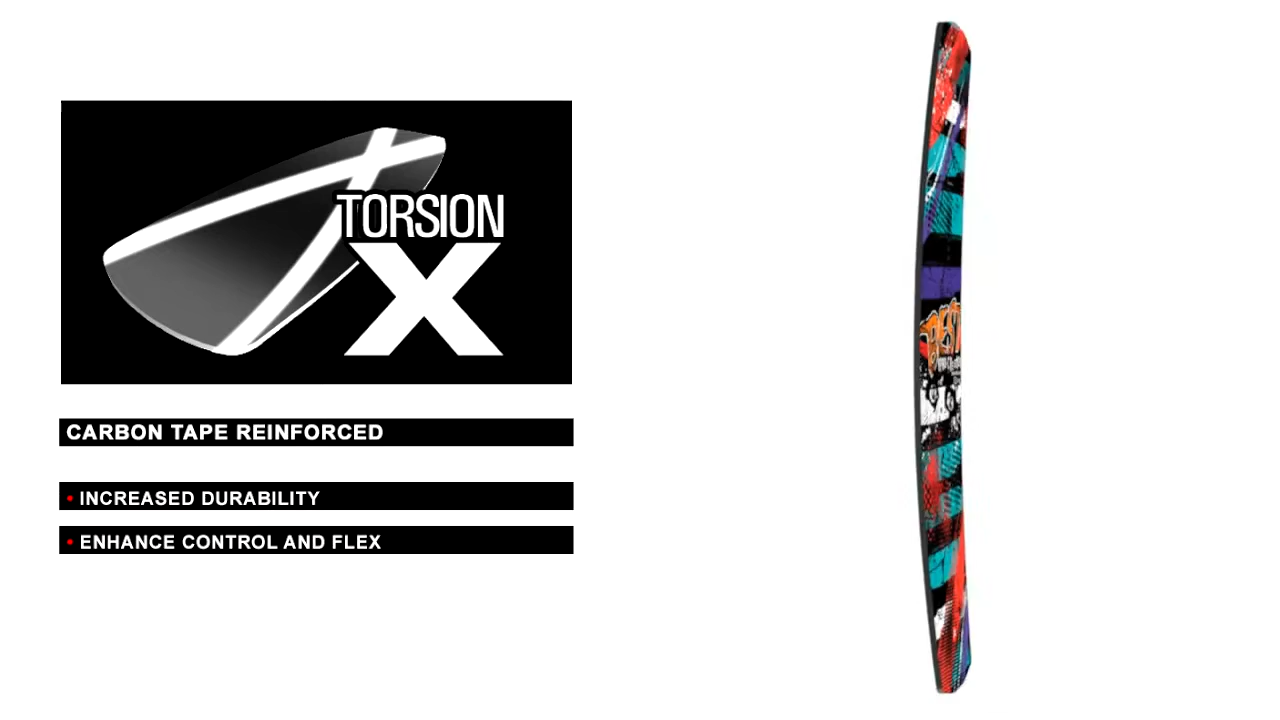 TORSION
X
CARBON TAPE REINFORCED
• INCREASED DURABILITY
• ENHANCE CONTROL AND FLEX